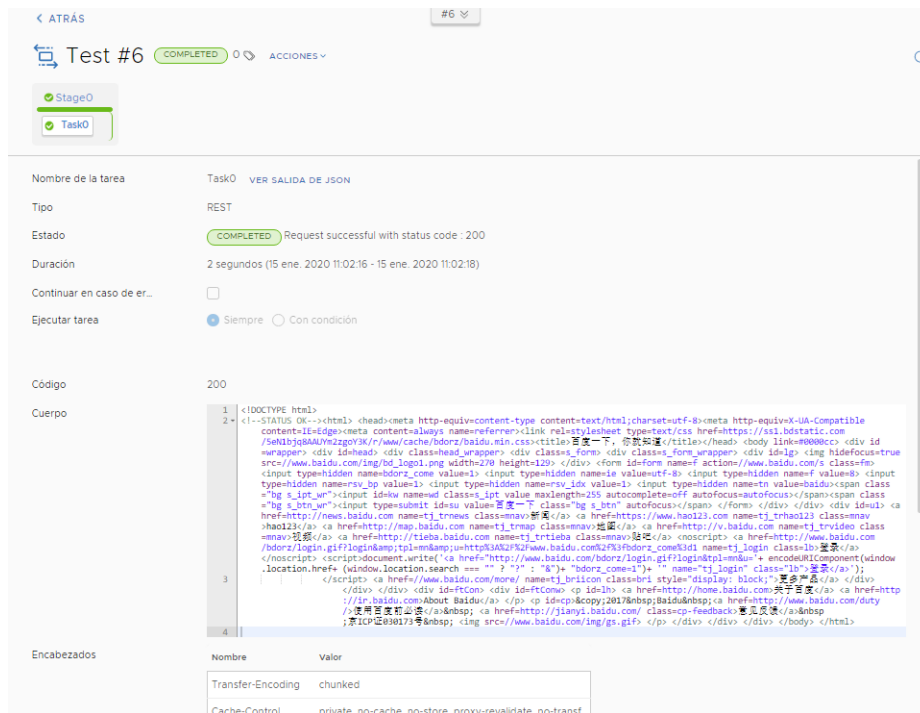 ATRÁS
#6
Test #6 COMPLETED 0 ACCIONES
Stage0
Task0
Nombre de la tarea Task0 VER SALIDA DE JSON
Tipo REST
Estado COMPLETED Request successful with status code : 200
Duración 2 segundos (15 ene. 2020 11:02:16 - 15 ene. 2020 11:02:18)
Continuar en caso de er...
Ejecutar tarea Siempre Con condición
Código 200
Cuerpo
1 <!DOCTYPE html>
2 <!--STATUS OK--><html> <head><meta http-equiv=content-type content=text/html;charset=utf-8><meta http-equiv=X-UA-Compatible
content=IE=Edge><meta content=always name=referrer><link rel=stylesheet type=text/css href=https://ss1.bdstatic.com
/5eN1bjq8AAUYm2zgoY3K/r/www/cache/bdorz/baidu.min.css><title>百度一下，你就知道</title></head> <body link=#0000cc> <div id
=wrapper> <div id=head> <div class=head_wrapper> <div class=s_form> <div class=s_form_wrapper> <div id=lg> <img hidefocus=true
src=//www.baidu.com/img/bd_logo1.png width=270 height=129> </div> <form id=form name=f action=//www.baidu.com/s class=fm>
<input type=hidden name=bdorz_come value=1> <input type=hidden name=ie value=utf-8> <input type=hidden name=f value=8> <input
type=hidden name=rsv_bp value=1> <input type=hidden name=rsv_idx value=1> <input type=hidden name=tn value=baidu><span class
="bg s_ipt_wr"><input id=kw name=wd class=s_ipt value maxlength=255 autocomplete=off autofocus=autofocus></span><span class
="bg s_btn_wr"><input type=submit id=su value=百度一下 class="bg s_btn" autofocus></span> </form> </div> </div> <div id=u1> <a
href=http://news.baidu.com name=tj_trnews class=mnav>新闻</a> <a href=https://www.hao123.com name=tj_trhao123 class=mnav
>hao123</a> <a href=http://map.baidu.com name=tj_trmap class=mnav>地图</a> <a href=http://v.baidu.com name=tj_trvideo class
=mnav>视频</a> <a href=http://tieba.baidu.com name=tj_trtieba class=mnav>贴吧</a> <noscript> <a href=http://www.baidu.com
/bdorz/login.gif?login&amp;tpl=mn&amp;u=http%3A%2F%2Fwww.baidu.com%2f%3fbdorz_come%3d1 name=tj_login class=lb>登录</a>
</noscript> <script>document.write('<a href="http://www.baidu.com/bdorz/login.gif?login&tpl=mn&u='+ encodeURIComponent(window
.location.href+ (window.location.search === "" ? "?" : "&")+ "bdorz_come=1")+ '" name="tj_login" class="lb">登录</a>');
3 </script> <a href=//www.baidu.com/more/ name=tj_briicon class=bri style="display: block;">更多产品</a> </div>
</div> </div> <div id=ftCon> <div id=ftConw> <p id=lh> <a href=http://home.baidu.com>关于百度</a> <a href=http
://ir.baidu.com>About Baidu</a> </p> <p id=cp>&copy;2017&nbsp;Baidu&nbsp;<a href=http://www.baidu.com/duty
/>使用百度前必读</a>&nbsp; <a href=http://jianyi.baidu.com/ class=cp-feedback>意见反馈</a>&nbsp
;京ICP证030173号&nbsp; <img src=//www.baidu.com/img/gs.gif> </p> </div> </div> </div> </body> </html>
4
Encabezados
Nombre Valor
Transfer-Encoding chunked
Cache-Control private, no-cache, no-store, proxy-revalidate, no-transf